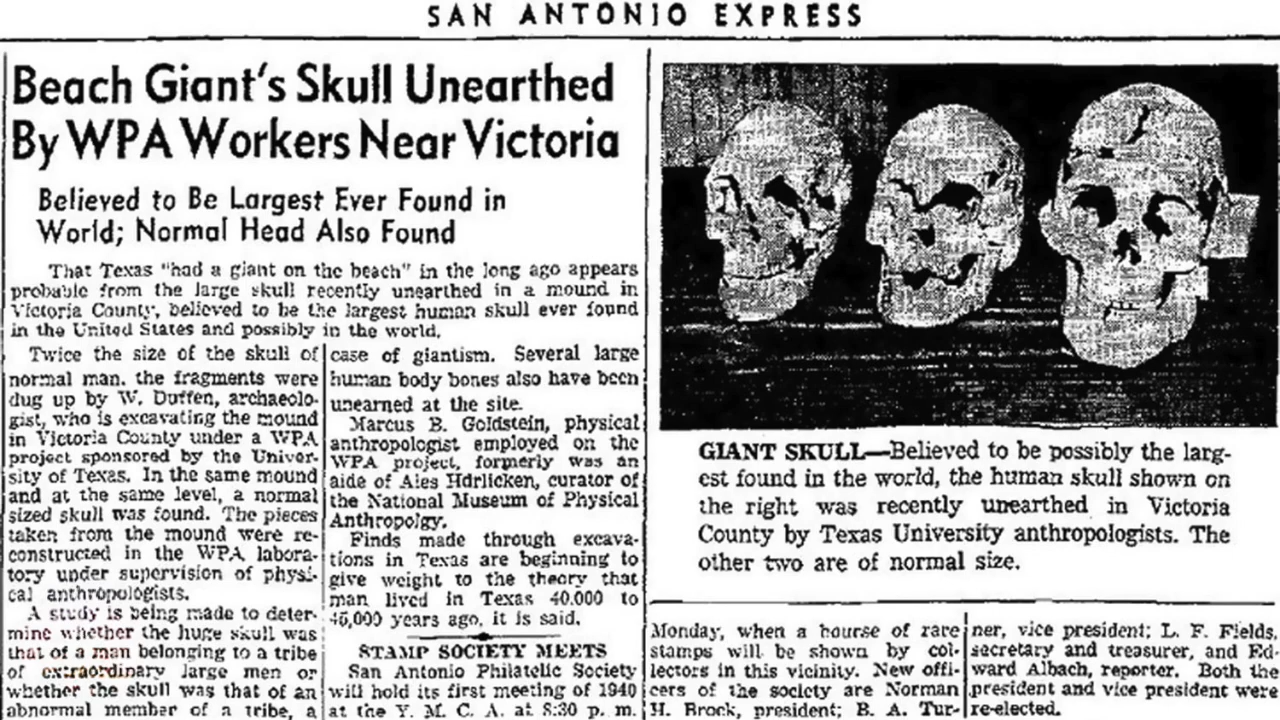 SAN ANTONIO EXPRESS
Beach Giant's Skull Unearthed
By WPA Workers Near Victoria
Believed to Be Largest Ever Found in
World; Normal Head Also Found
That Texas "had a giant on the beach" in the long ago appears
probable from the large skull recently unearthed in a mound in
Victoria County, believed to be the largest human skull ever found
in the United States and possibly in the world.
Twice the size of the skull of
normal man. the fragments were
dug up by W. Duffen, archaeolo-
gist, who is excavating the mound
in Victoria County under a WPA
project sponsored by the Univer-
sity of Texas. In the same mound
and at the same level, a normal
sized skull was found. The pieces
taken from the mound were re-
constructed in the WPA labora-
tory under supervision of physi-
cal anthropologists.
A study is being made to deter-
mine whether the huge skull was
that of a man belonging to a tribe
of extraordinary large men or
whether the skull was that of an
abnormal member of a tribe, a
case of giantism. Several large
human body bones also have been
unearned at the site.
Marcus B. Goldstein, physical
anthropologist employed on the
WPA project, formerly was an
aide of Ales Hdrlicken, curator of
the National Museum of Physical
Anthropolgy.
Finds made through excava-
tions in Texas are beginning to
give weight to the theory that
man lived in Texas 40,000 to
45,000 years ago, it is said.
STAMP SOCIETY MEETS
San Antonio Philatelic Society
will hold its first meeting of 1940
at the Y. M. C. A. at 8:30 p. m.
GIANT SKULL—Believed to be possibly the larg-
est found in the world, the human skull shown on
the right was recently unearthed in Victoria
County by Texas University anthropologists. The
other two are of normal size.
Monday, when a bourse of rare
stamps will be shown by col-
lectors in this vicinity. New offi-
cers of the society are Norman
H. Brock, president; B. A. Tur-
ner, vice president; L. F. Fields,
secretary and treasurer, and Ed-
ward Albach, reporter. Both the
president and vice president were
re-elected.